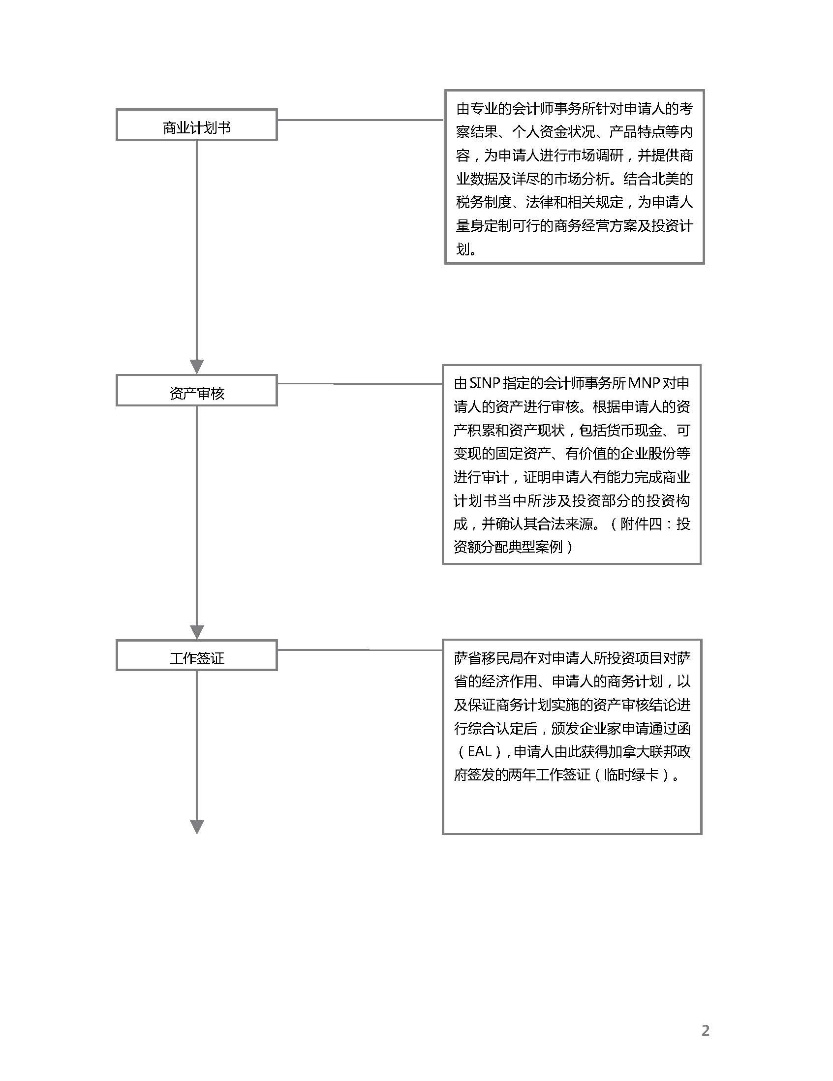 商业计划书
由专业的会计师事务所针对申请人的考
察结果、个人资金状况、产品特点等内
容，为申请人进行市场调研，并提供商
业数据及详尽的市场分析。结合北美的
税务制度、法律和相关规定，为申请人
量身定制可行的商务经营方案及投资计
划。
资产审核
由 SINP 指定的会计师事务所 MNP 对申
请人的资产进行审核。根据申请人的资
产积累和资产现状，包括货币现金、可
变现的固定资产、有价值的企业股份等
进行审计，证明申请人有能力完成商业
计划书当中所涉及投资部分的投资构
成，并确认其合法来源。（附件四：投
资额分配典型案例）
工作签证
萨省移民局在对申请人所投资项目对萨
省的经济作用、申请人的商务计划，以
及保证商务计划实施的资产审核结论进
行综合认定后，颁发企业家申请通过函
（EAL），申请人由此获得加拿大联邦政
府签发的两年工作签证（临时绿卡）。
2